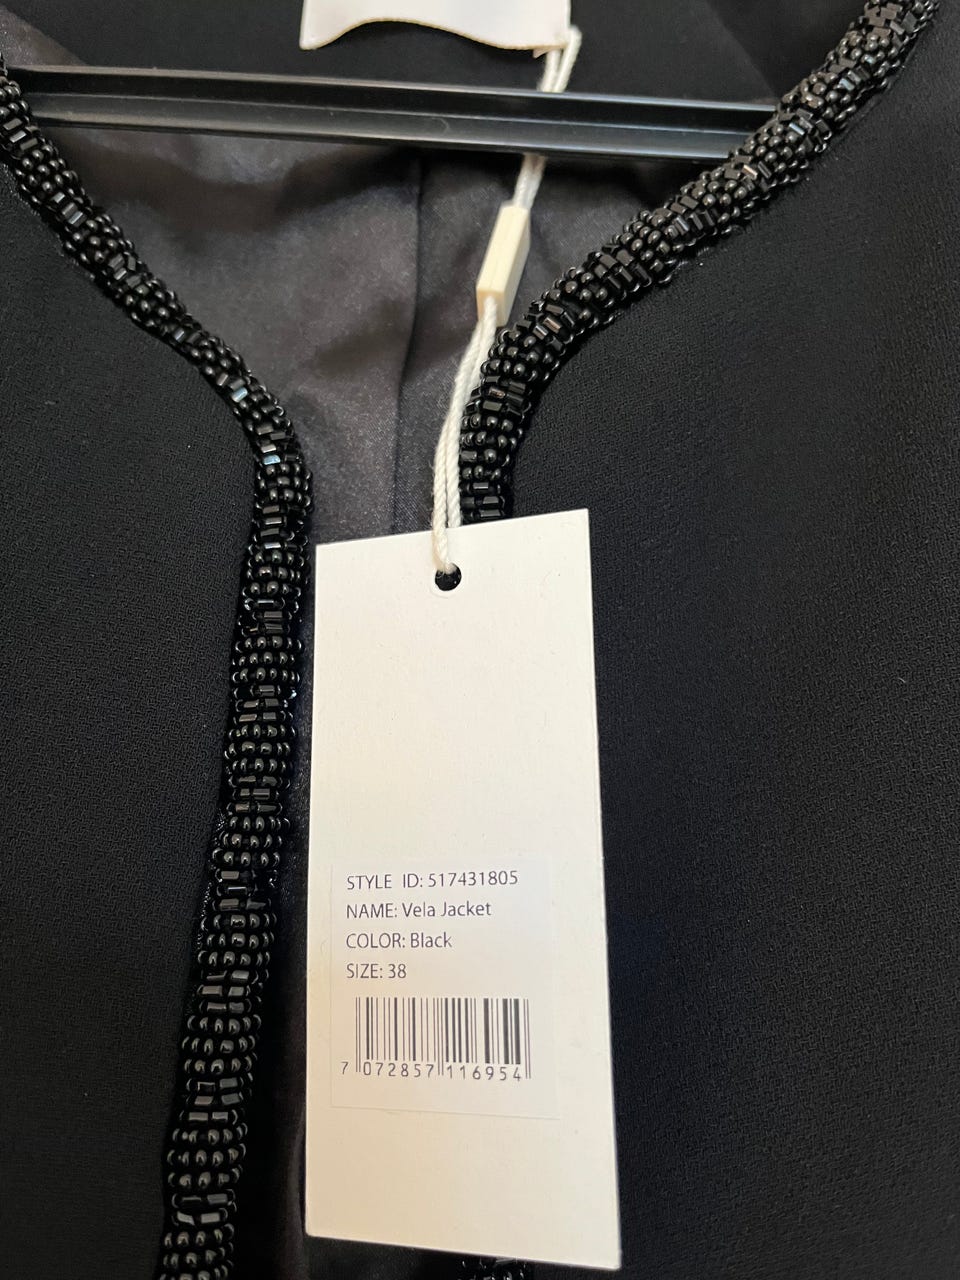 STYLE ID: 517431805
NAME: Vela Jacket
COLOR: Black
SIZE: 38
7 072857 116954